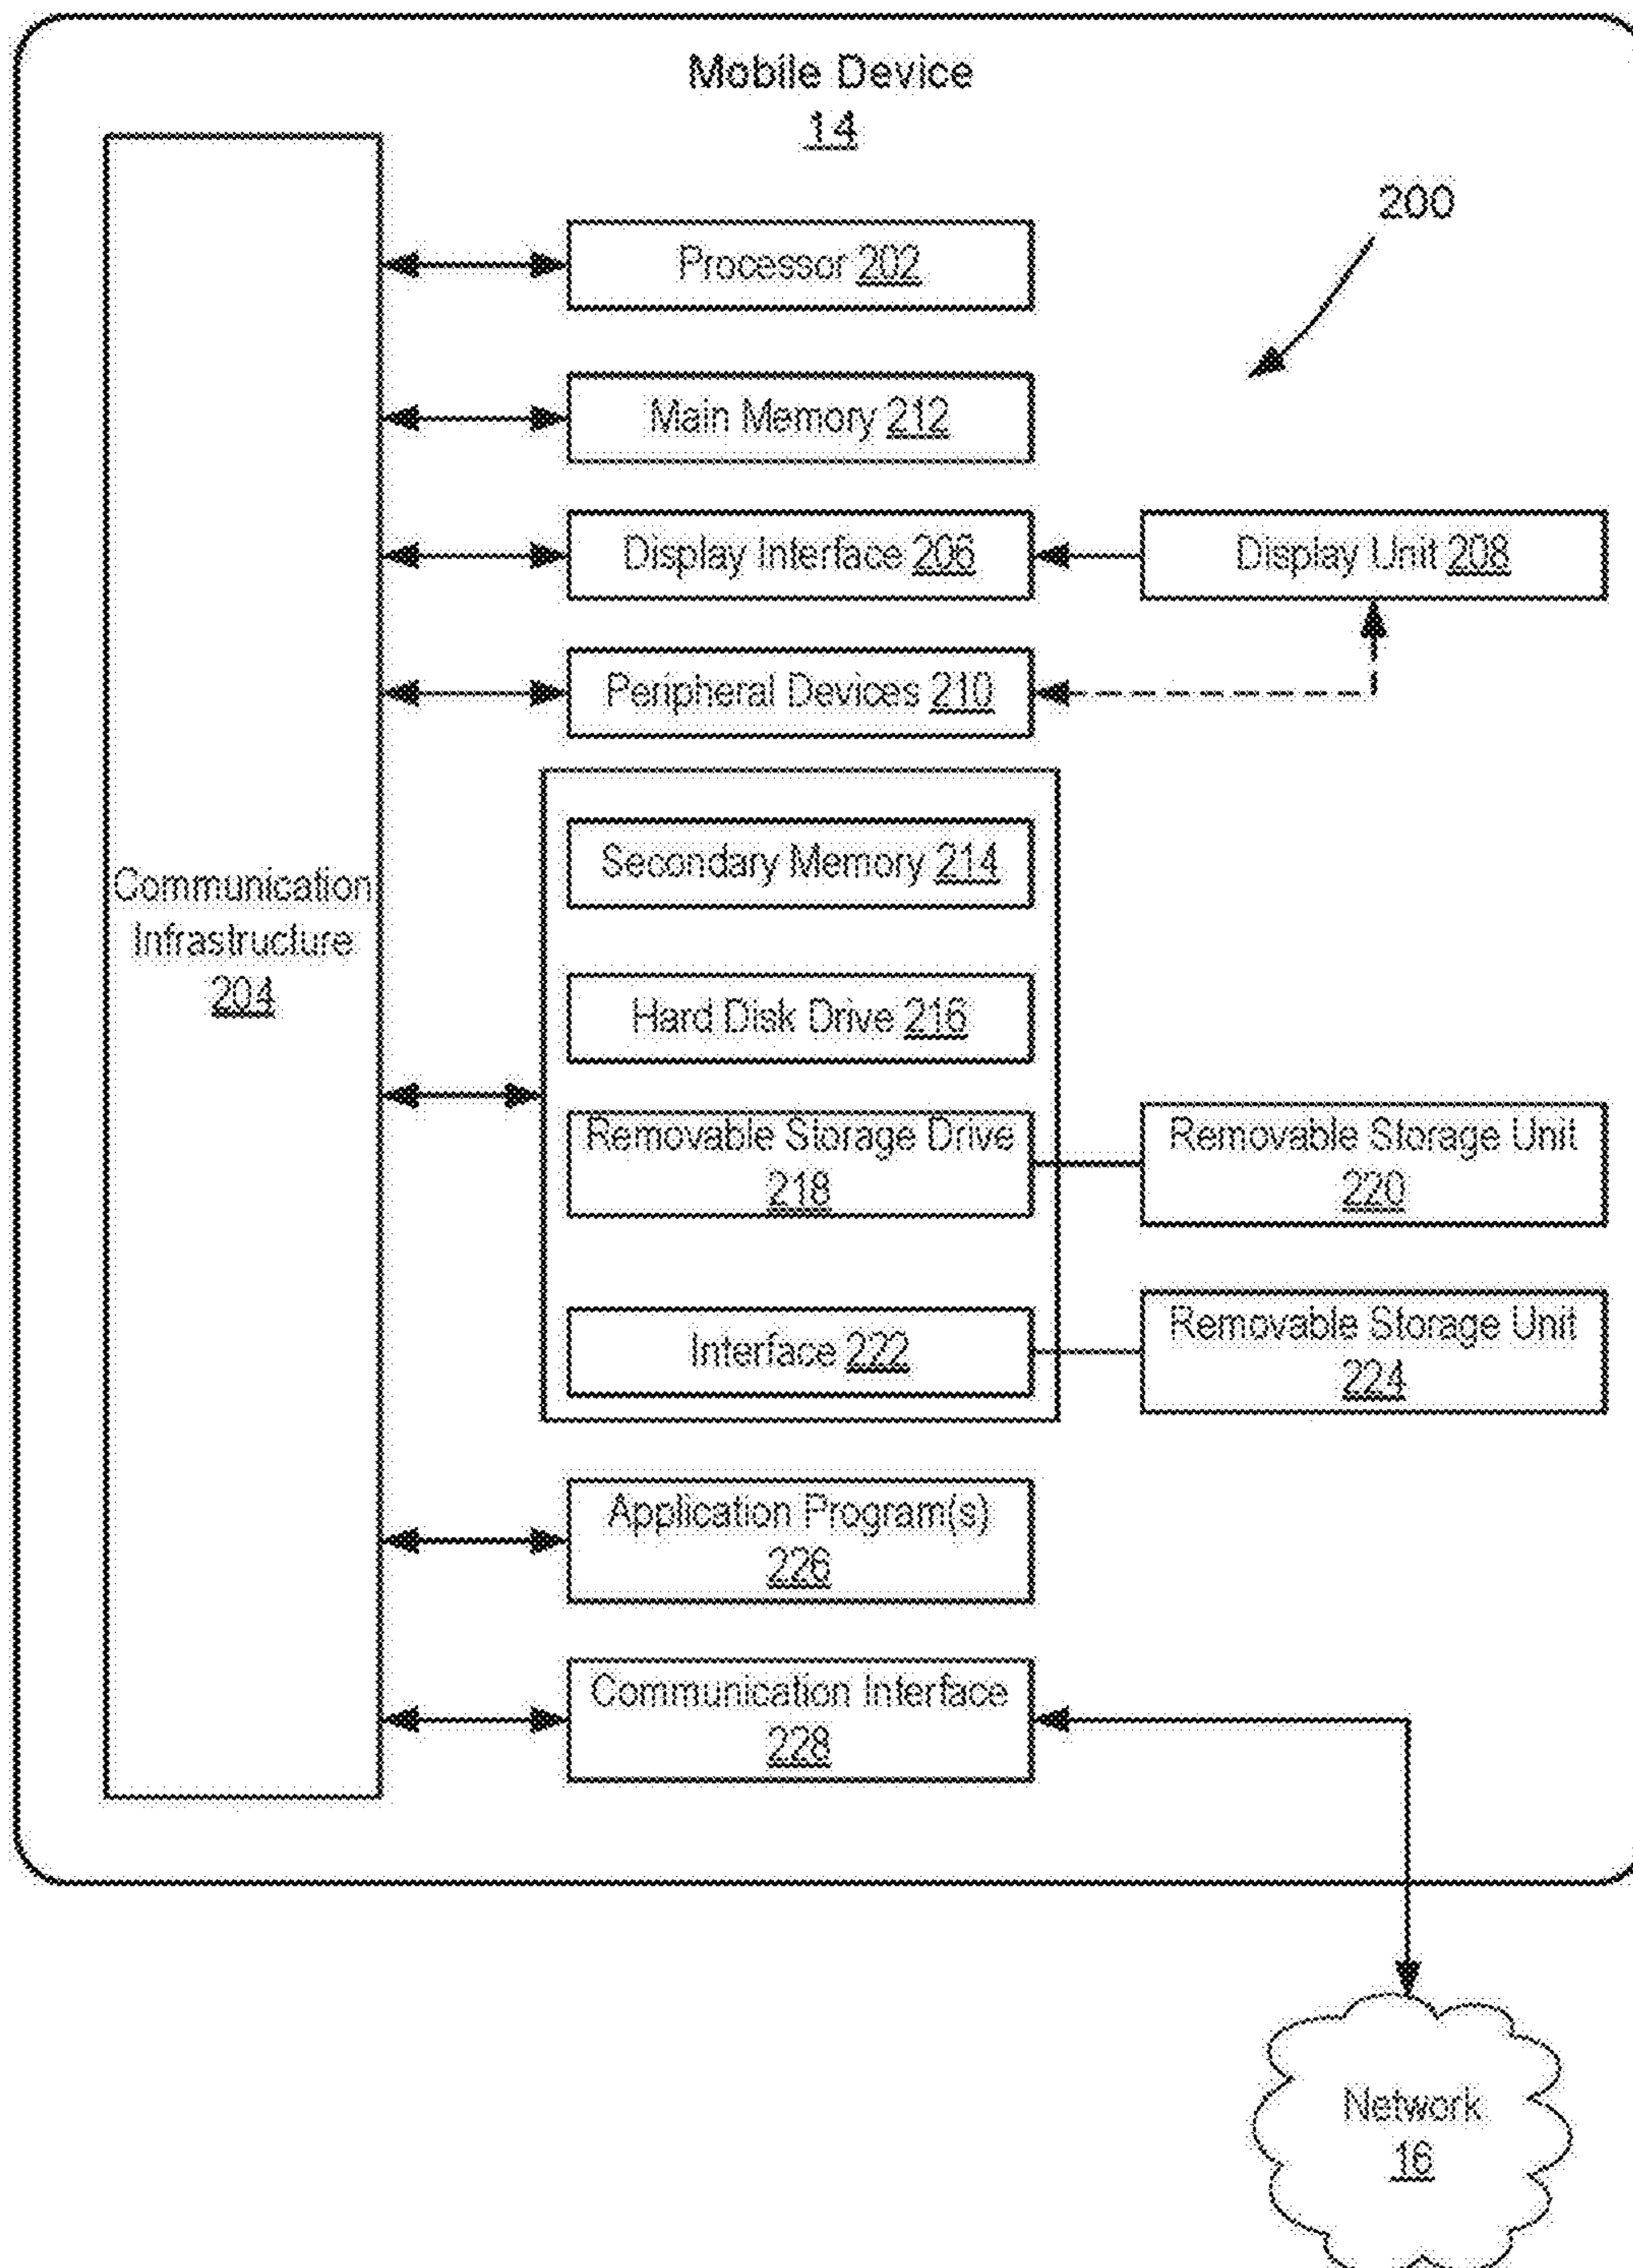 Mobile Device
14
200
Processor 202
Main Memory 212
Display Interface 206
Display Unit 208
Peripheral Devices 210
Communication
Infrastructure
204
Secondary Memory 214
Hard Disk Drive 216
Removable Storage Drive
218
Removable Storage Unit
220
Interface 222
Removable Storage Unit
224
Application Program(s)
226
Communication Interface
228
Network
16